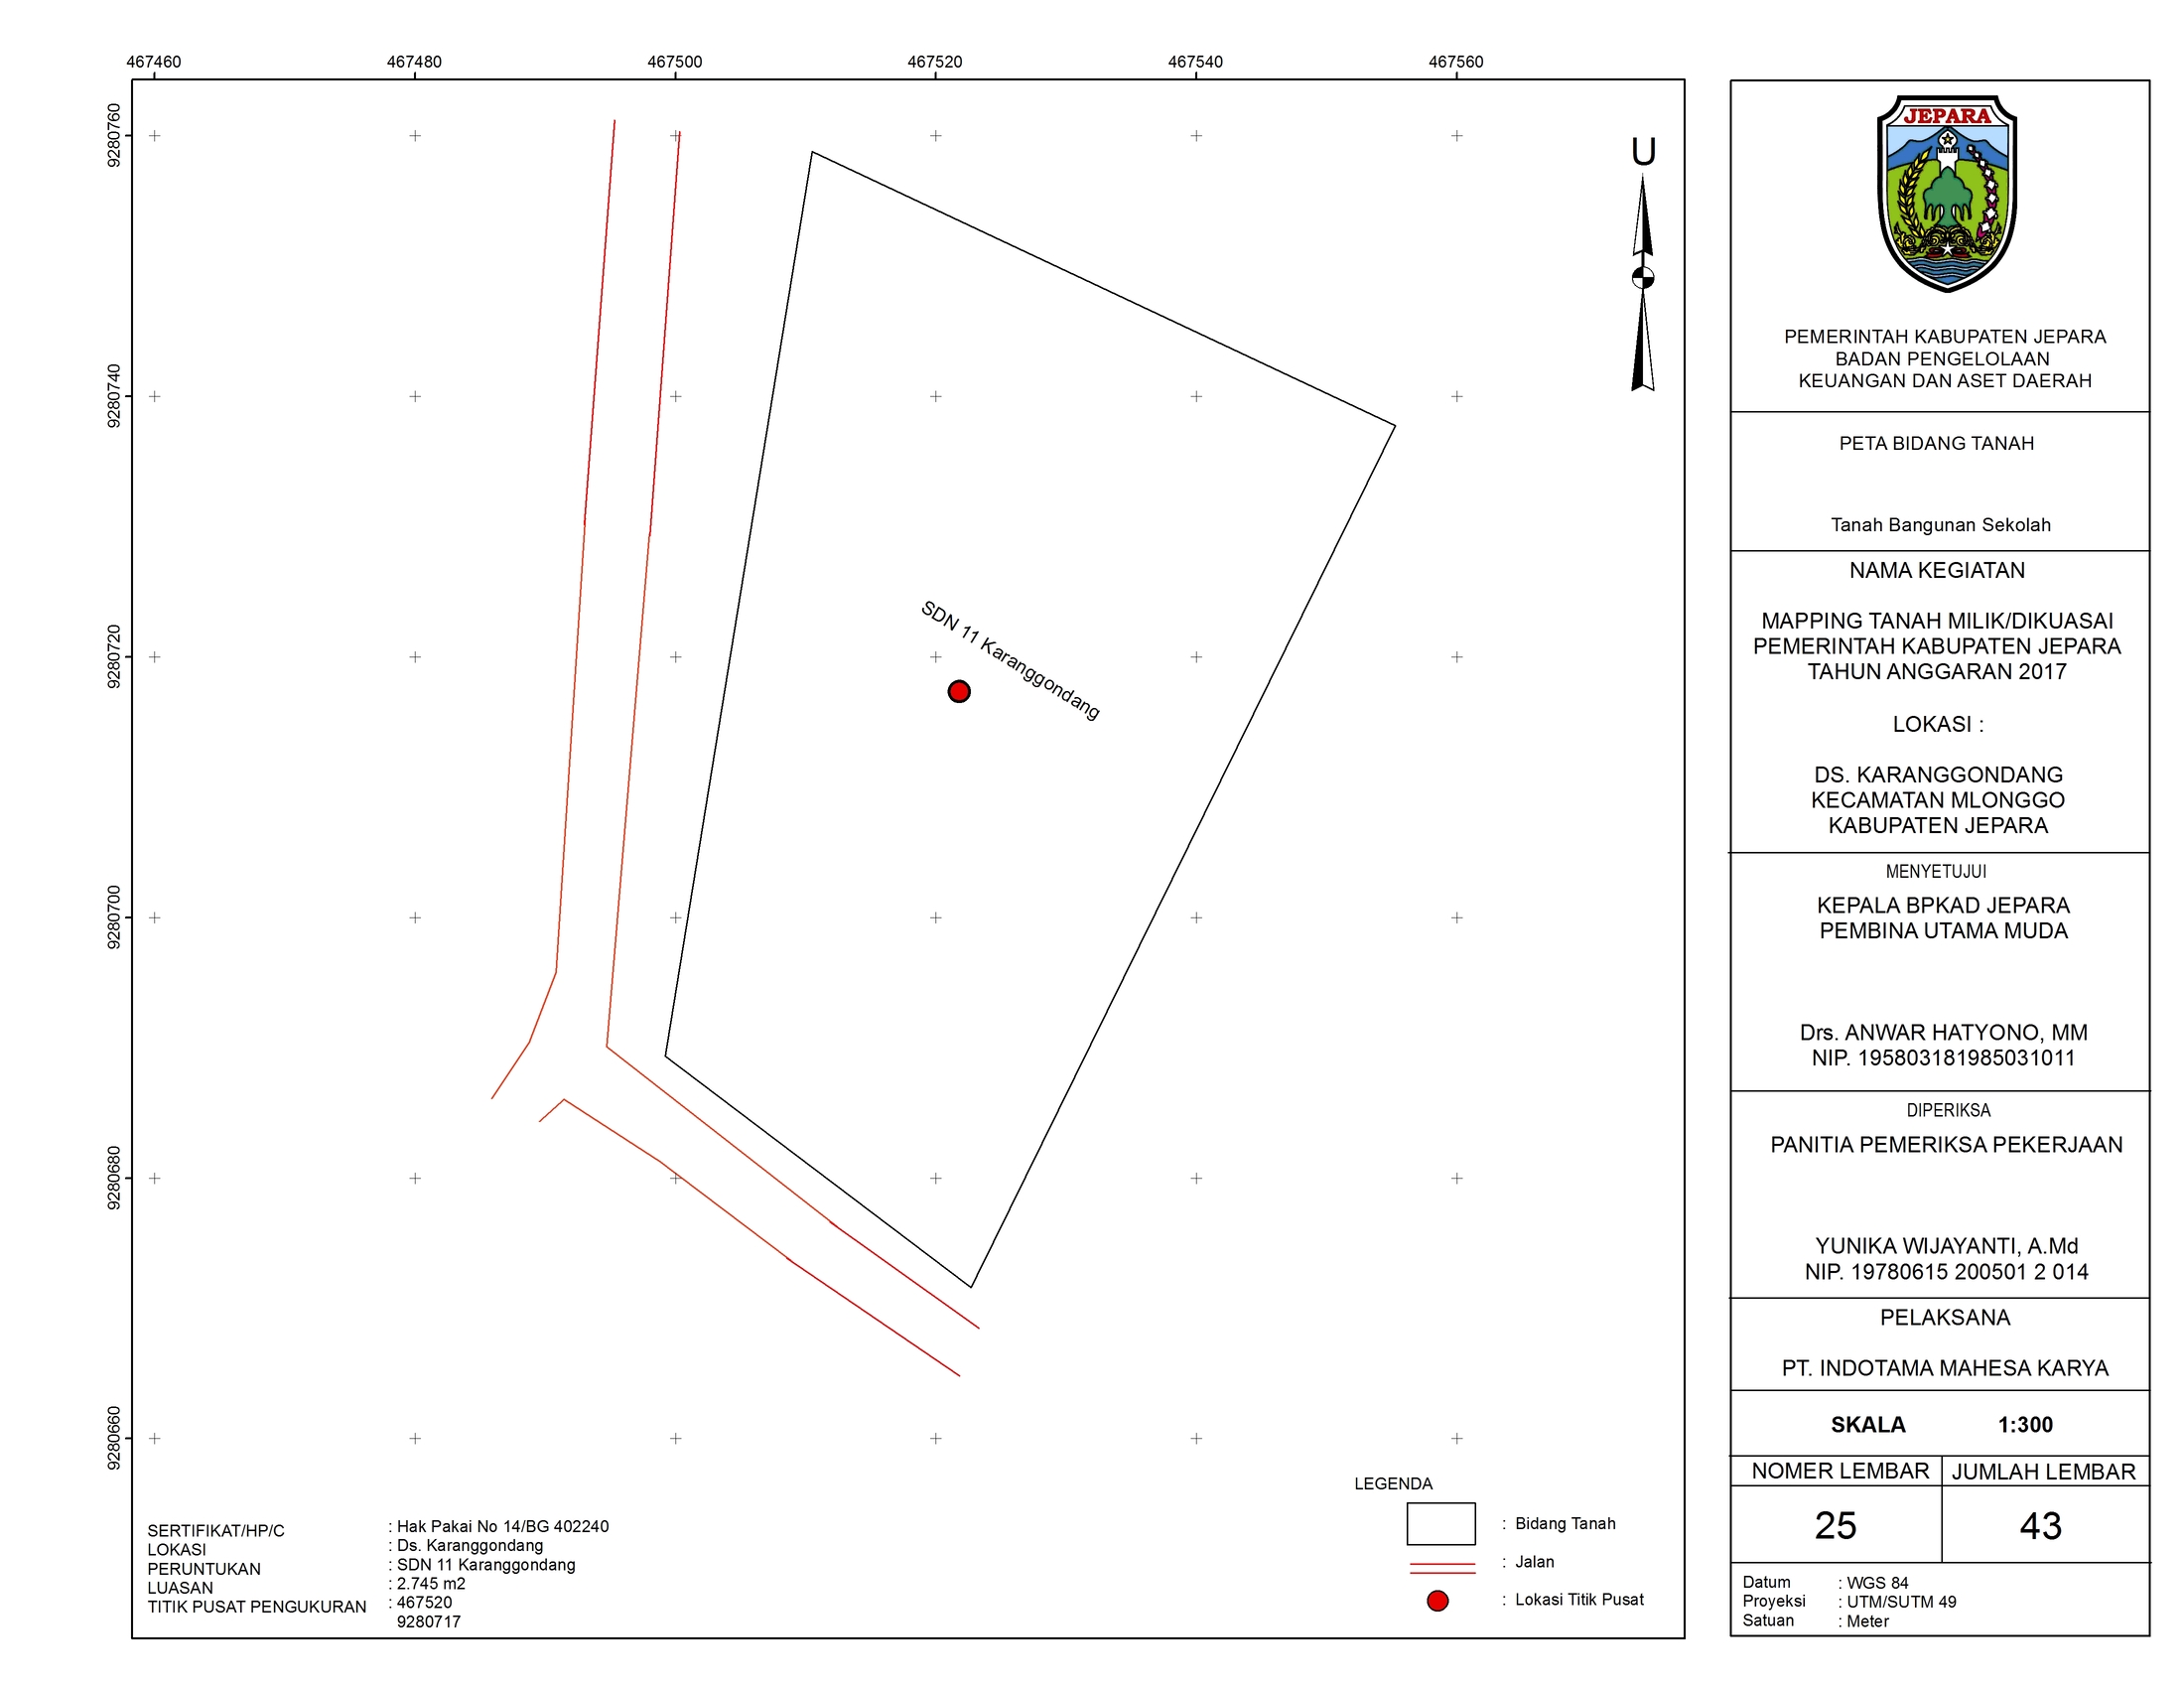 467460 467480 467500 467520 467540 467560
9280760
9280740
9280720
9280700
9280680
9280660
U
SDN 11 Karanggondang
SERTIFIKAT/HP/C : Hak Pakai No 14/BG 402240
LOKASI : Ds. Karanggondang
PERUNTUKAN : SDN 11 Karanggondang
LUASAN : 2.745 m2
TITIK PUSAT PENGUKURAN : 467520
9280717
LEGENDA
: Bidang Tanah
: Jalan
: Lokasi Titik Pusat
JEPARA
PEMERINTAH KABUPATEN JEPARA
BADAN PENGELOLAAN
KEUANGAN DAN ASET DAERAH
PETA BIDANG TANAH
Tanah Bangunan Sekolah
NAMA KEGIATAN
MAPPING TANAH MILIK/DIKUASAI
PEMERINTAH KABUPATEN JEPARA
TAHUN ANGGARAN 2017
LOKASI :
DS. KARANGGONDANG
KECAMATAN MLONGGO
KABUPATEN JEPARA
MENYETUJUI
KEPALA BPKAD JEPARA
PEMBINA UTAMA MUDA
Drs. ANWAR HATYONO, MM
NIP. 195803181985031011
DIPERIKSA
PANITIA PEMERIKSA PEKERJAAN
YUNIKA WIJAYANTI, A.Md
NIP. 19780615 200501 2 014
PELAKSANA
PT. INDOTAMA MAHESA KARYA
SKALA 1:300
NOMER LEMBAR JUMLAH LEMBAR
25 43
Datum : WGS 84
Proyeksi : UTM/SUTM 49
Satuan : Meter